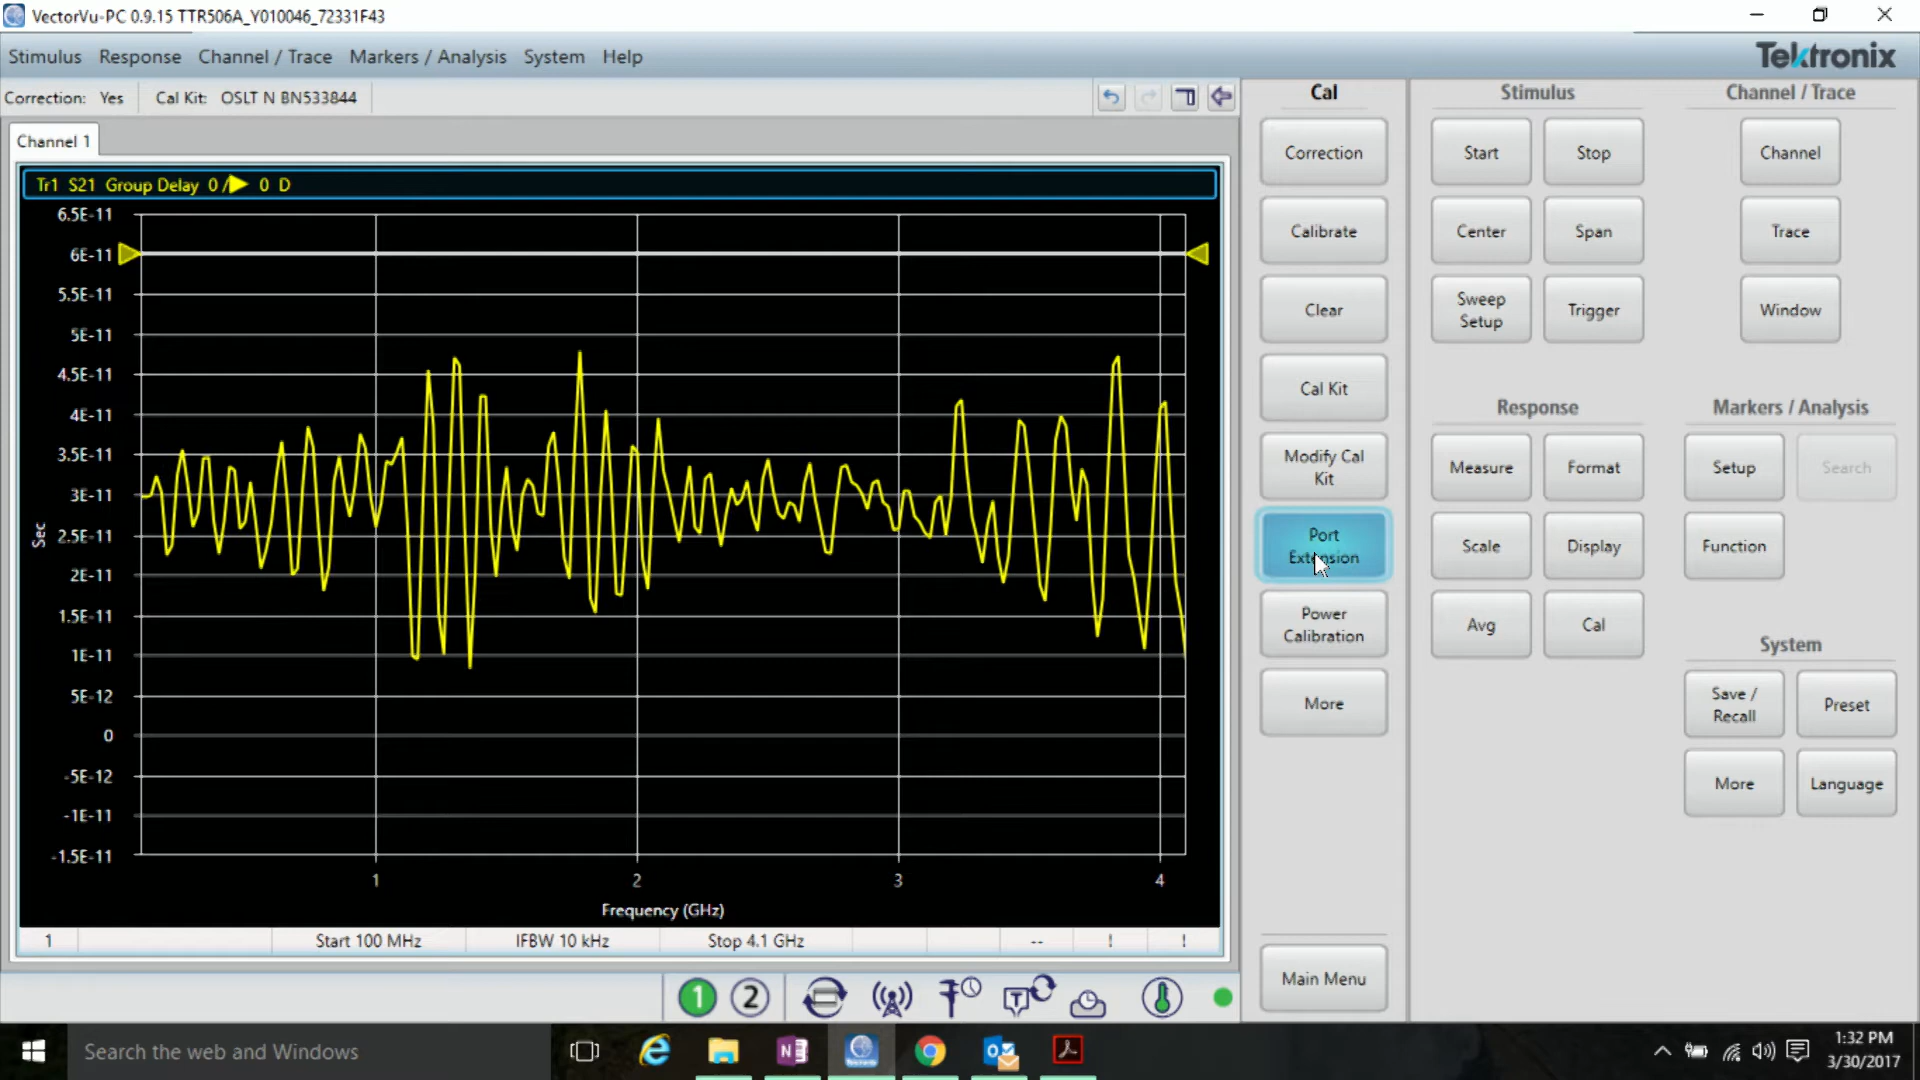 VectorVu-PC 0.9.15 TTR506A_Y010046_72331F43
Stimulus Response Channel / Trace Markers / Analysis System Help
Tektronix
Correction: Yes Cal Kit: OSLT N BN533844
Channel 1
Tr1 S21 Group Delay 0 / 0 D
6.5E-11
6E-11
5.5E-11
5E-11
4.5E-11
4E-11
3.5E-11
3E-11
2.5E-11
2E-11
1.5E-11
1E-11
5E-12
0
-5E-12
-1E-11
-1.5E-11
Sec
1 2 3 4
Frequency (GHz)
1 Start 100 MHz IFBW 10 kHz Stop 4.1 GHz -- ! !
Cal
Correction
Calibrate
Clear
Cal Kit
Modify Cal
Kit
Port
Extension
Power
Calibration
More
Main Menu
Stimulus
Start Stop
Center Span
Sweep
Setup
Trigger
Response
Measure Format
Scale Display
Avg Cal
Channel / Trace
Channel
Trace
Window
Markers / Analysis
Setup Search
Function
System
Save /
Recall
Preset
More Language
1 2
T
Search the web and Windows
N
1:32 PM
3/30/2017